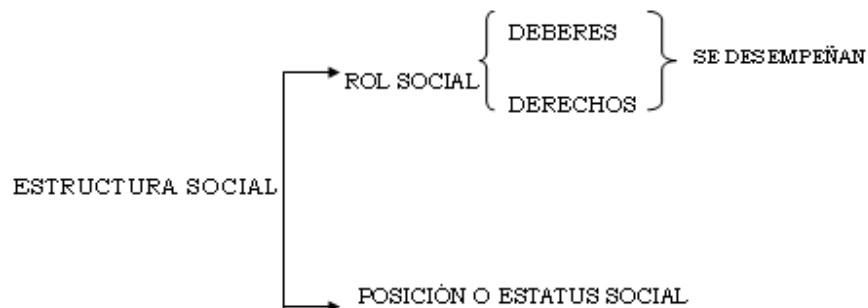 DEBERES
SE DESEMPEÑAN
ROL SOCIAL
DERECHOS
ESTRUCTURA SOCIAL
POSICIÓN O ESTATUS SOCIAL